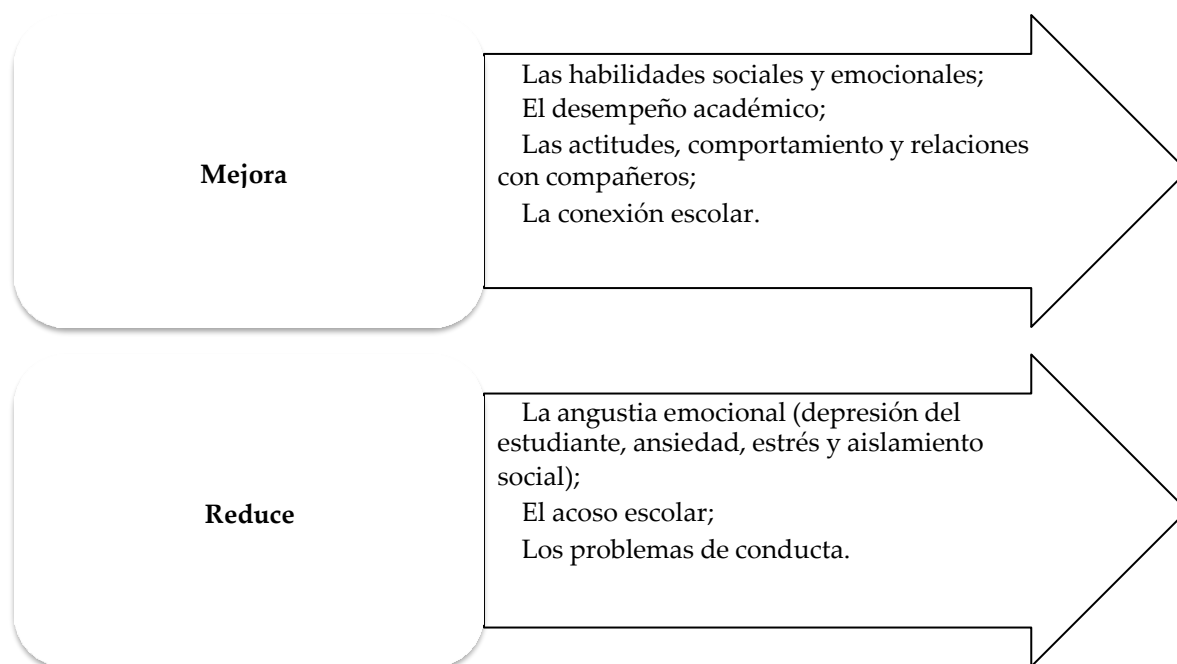 Mejora
Las habilidades sociales y emocionales;
El desempeño académico;
Las actitudes, comportamiento y relaciones
con compañeros;
La conexión escolar.
Reduce
La angustia emocional (depresión del
estudiante, ansiedad, estrés y aislamiento
social);
El acoso escolar;
Los problemas de conducta.